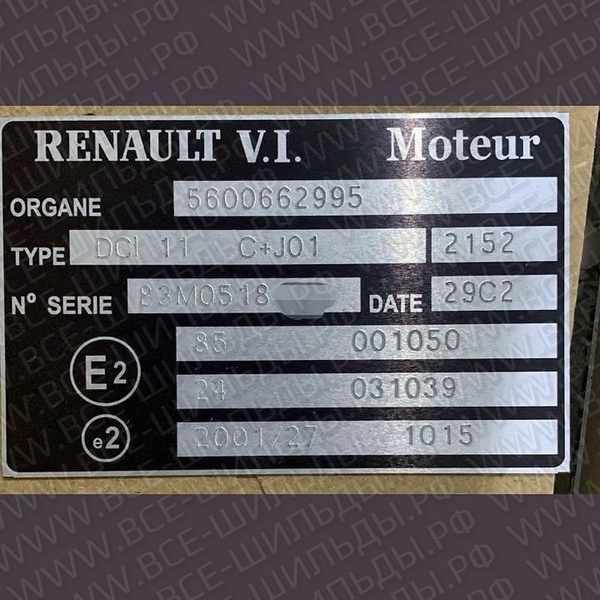 RENAULT V.I. Moteur
ORGANE 5600662995
TYPE DCI 11 C+J01 2152
N° SERIE 83M0518 DATE 29C2
E2 85 001050
24 031039
e2 2001/27 1015
WWW.ВСЕ-ШИЛЬДЫ.РФ